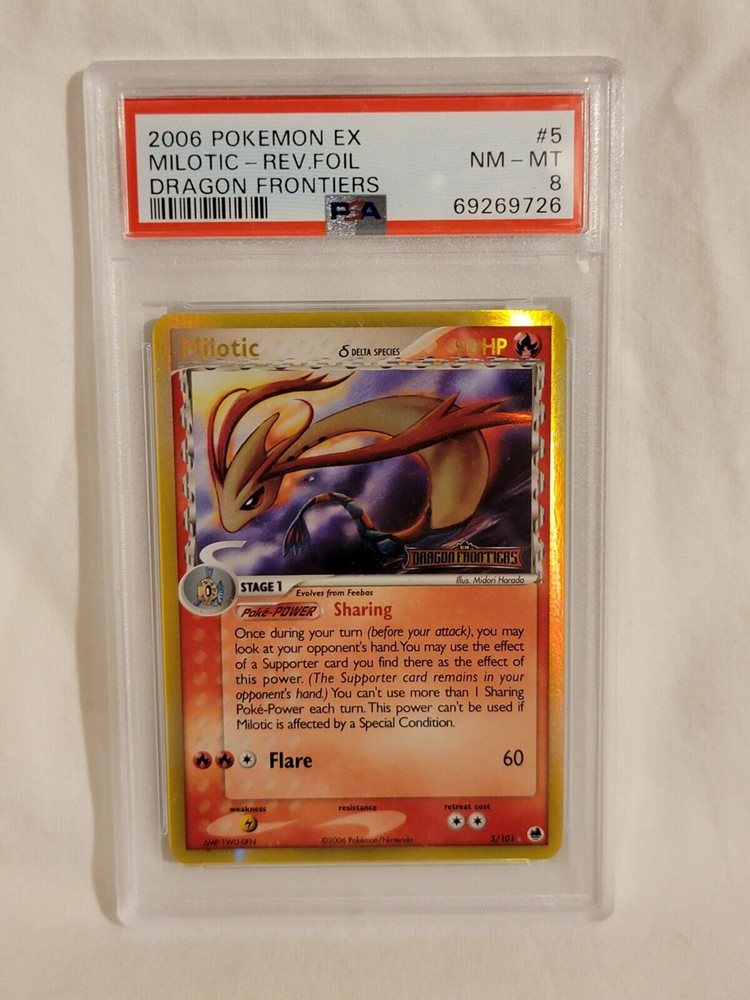 2006 POKEMON EX #5
MILOTIC - REV.FOIL NM - MT
DRAGON FRONTIERS 8
PSA 69269726
Milotic δ DELTA SPECIES 90 HP
DRAGON FRONTIERS
Illus. Midori Harada
STAGE 1 Evolves from Feebas
Poké-POWER Sharing
Once during your turn (before your attack), you may
look at your opponent's hand. You may use the effect
of a Supporter card you find there as the effect of
this power. (The Supporter card remains in your
opponent's hand.) You can't use more than 1 Sharing
Poké-Power each turn. This power can't be used if
Milotic is affected by a Special Condition.
Flare 60
weakness resistance retreat cost
©2006 Pokémon/Nintendo 5/101